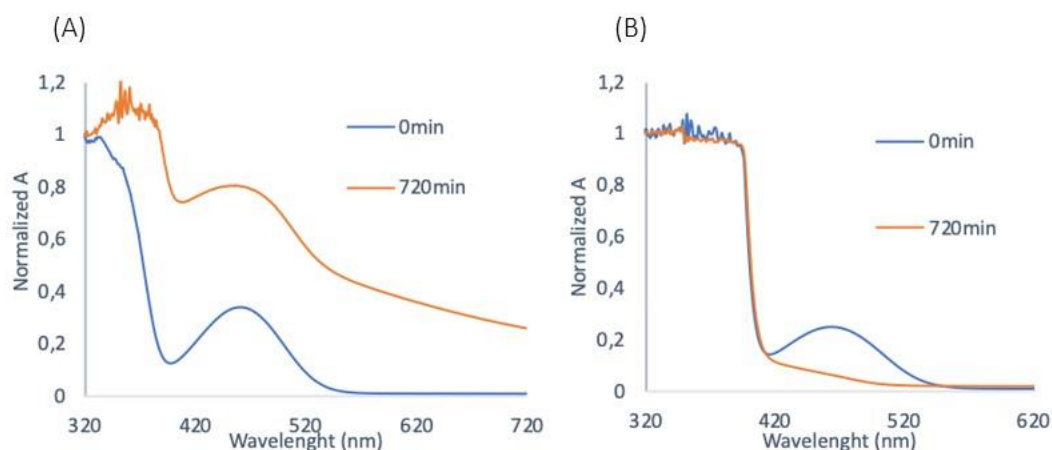 (A)
1,2
1
0,8
0,6
0,4
0,2
0
Normalized A
0min
720min
320 420 520 620 720
Wavelenght (nm)
(B)
1,2
1
0,8
0,6
0,4
0,2
0
Normalized A
0min
720min
320 420 520 620
Wavelenght (nm)